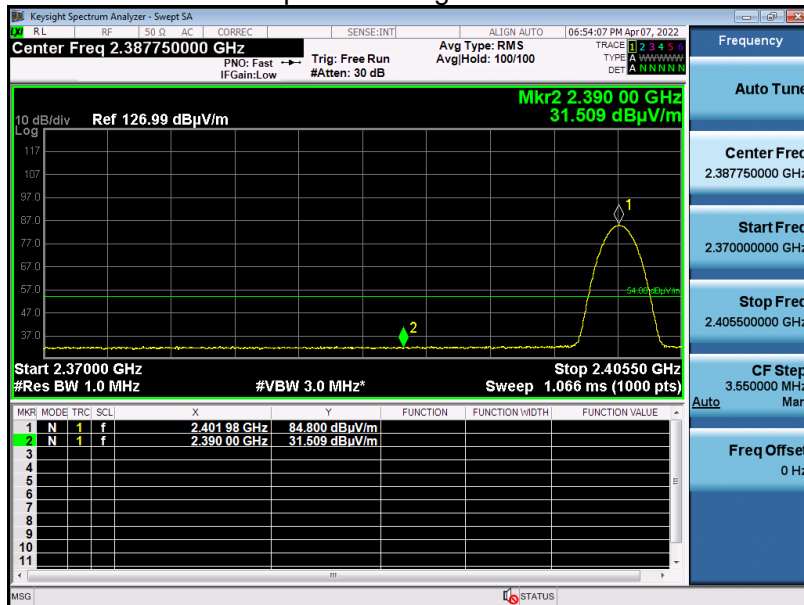 Keysight Spectrum Analyzer - Swept SA
RL RF 50 Ω AC CORREC SENSE:INT ALIGN AUTO 06:54:07 PM Apr 07, 2022
Center Freq 2.387750000 GHz
PNO: Fast
IFGain:Low
Trig: Free Run
#Atten: 30 dB
Avg Type: RMS
Avg|Hold: 100/100
TRACE 1 2 3 4 5 6
TYPE A WWWWW
DET A N N N N N
Mkr2 2.390 00 GHz
31.509 dBµV/m
10 dB/div Ref 126.99 dBµV/m
Log
117
107
97.0
87.0
77.0
67.0
57.0
47.0
37.0
1
2
54.00 dBµV/m
Start 2.37000 GHz Stop 2.40550 GHz
#Res BW 1.0 MHz #VBW 3.0 MHz* Sweep 1.066 ms (1000 pts)
MKR MODE TRC SCL X Y FUNCTION FUNCTION WIDTH FUNCTION VALUE
1 N 1 f 2.401 98 GHz 84.800 dBµV/m
2 N 1 f 2.390 00 GHz 31.509 dBµV/m
3
4
5
6
7
8
9
10
11
MSG STATUS
Frequency
Auto Tune
Center Freq
2.387750000 GHz
Start Freq
2.370000000 GHz
Stop Freq
2.405500000 GHz
CF Step
3.550000 MHz
Auto Man
Freq Offset
0 Hz